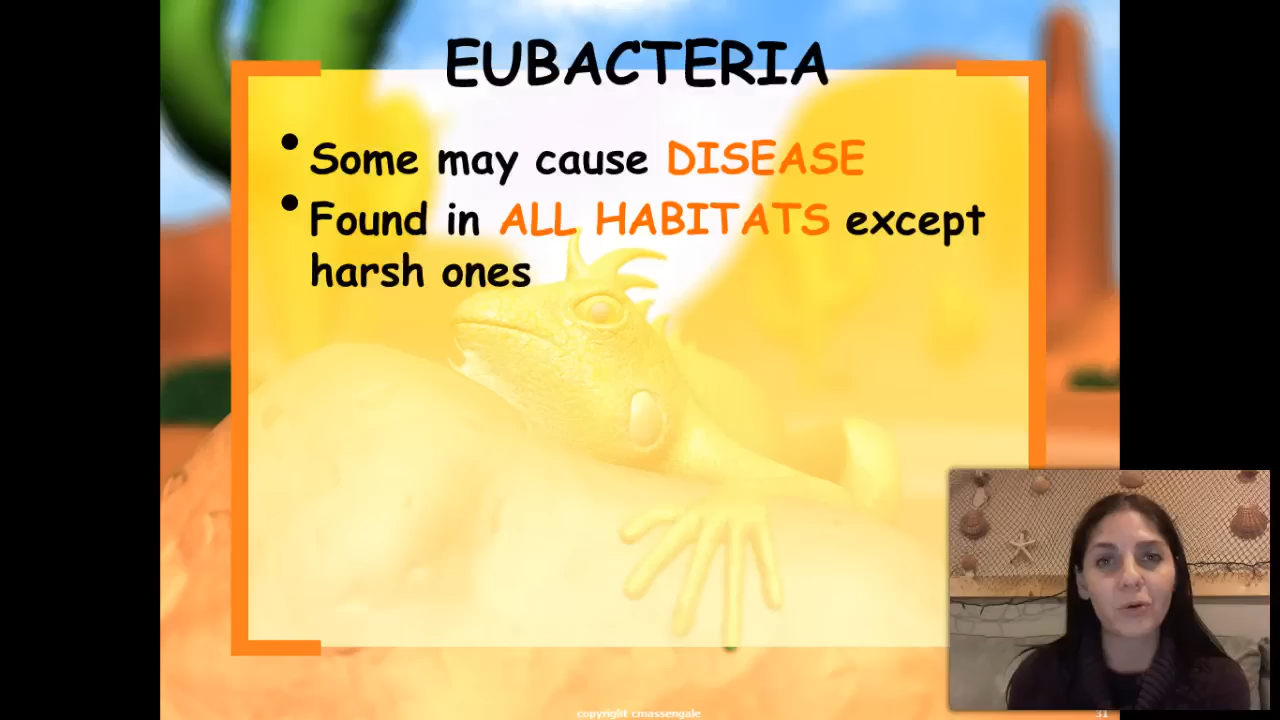 EUBACTERIA
• Some may cause DISEASE
• Found in ALL HABITATS except
harsh ones
copyright cmassengale
31